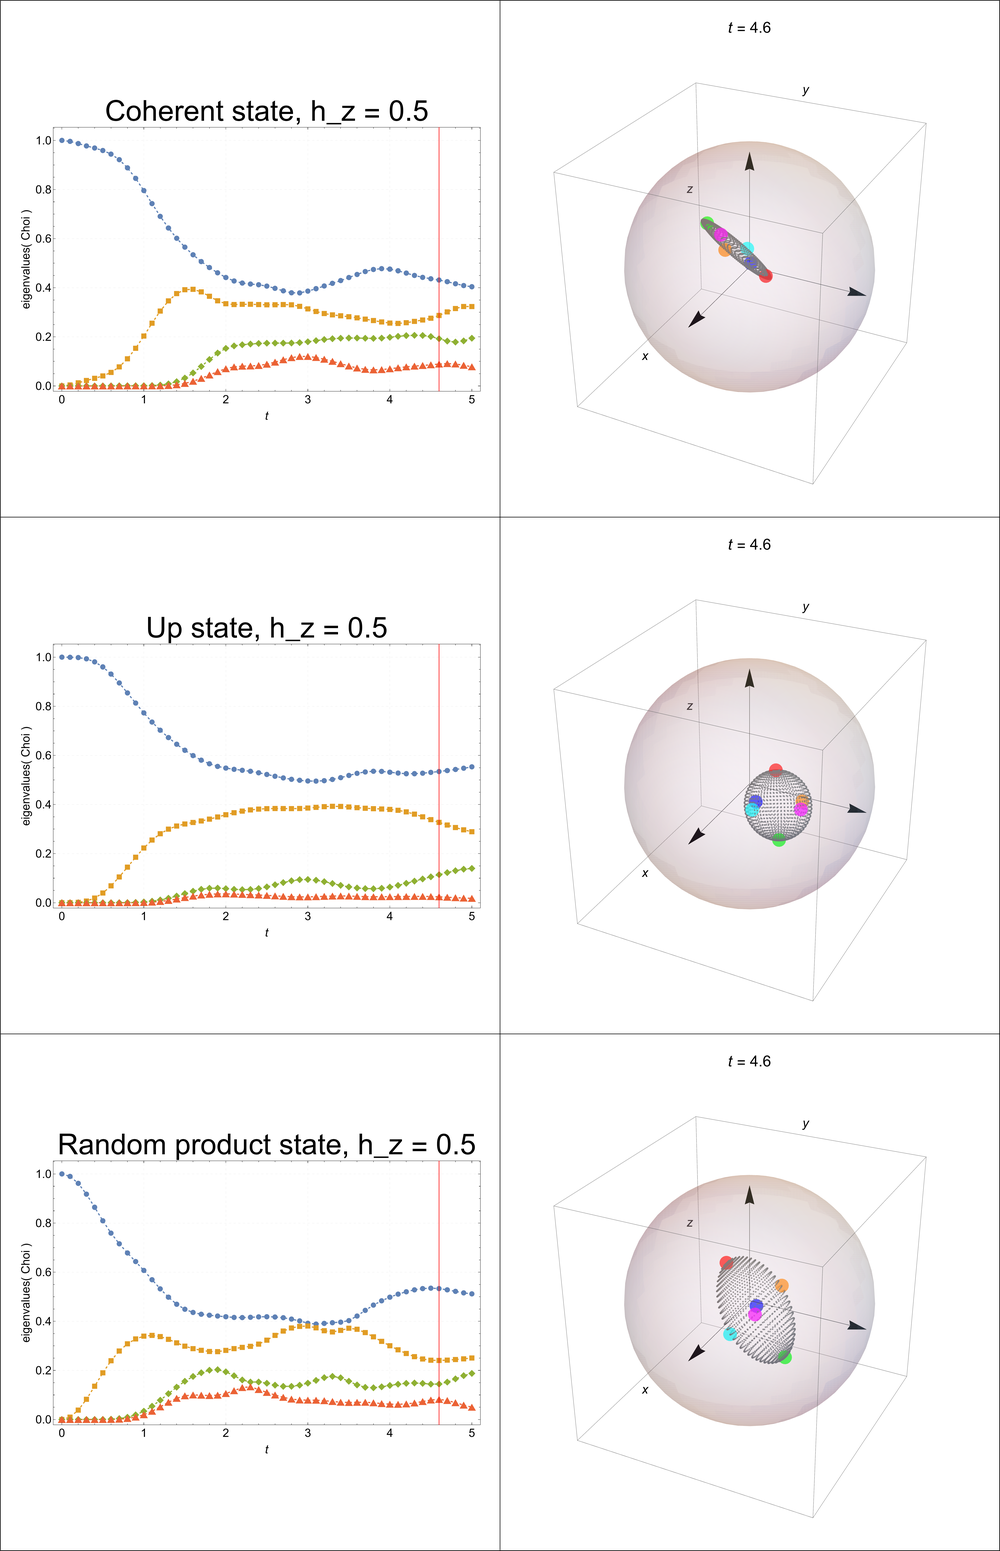 Coherent state, h_z = 0.5
eigenvalues( Choi )
1.0
0.8
0.6
0.4
0.2
0.0
0 1 2 3 4 5
t
t = 4.6
y
z
x
Up state, h_z = 0.5
eigenvalues( Choi )
1.0
0.8
0.6
0.4
0.2
0.0
0 1 2 3 4 5
t
t = 4.6
y
z
x
Random product state, h_z = 0.5
eigenvalues( Choi )
1.0
0.8
0.6
0.4
0.2
0.0
0 1 2 3 4 5
t
t = 4.6
y
z
x